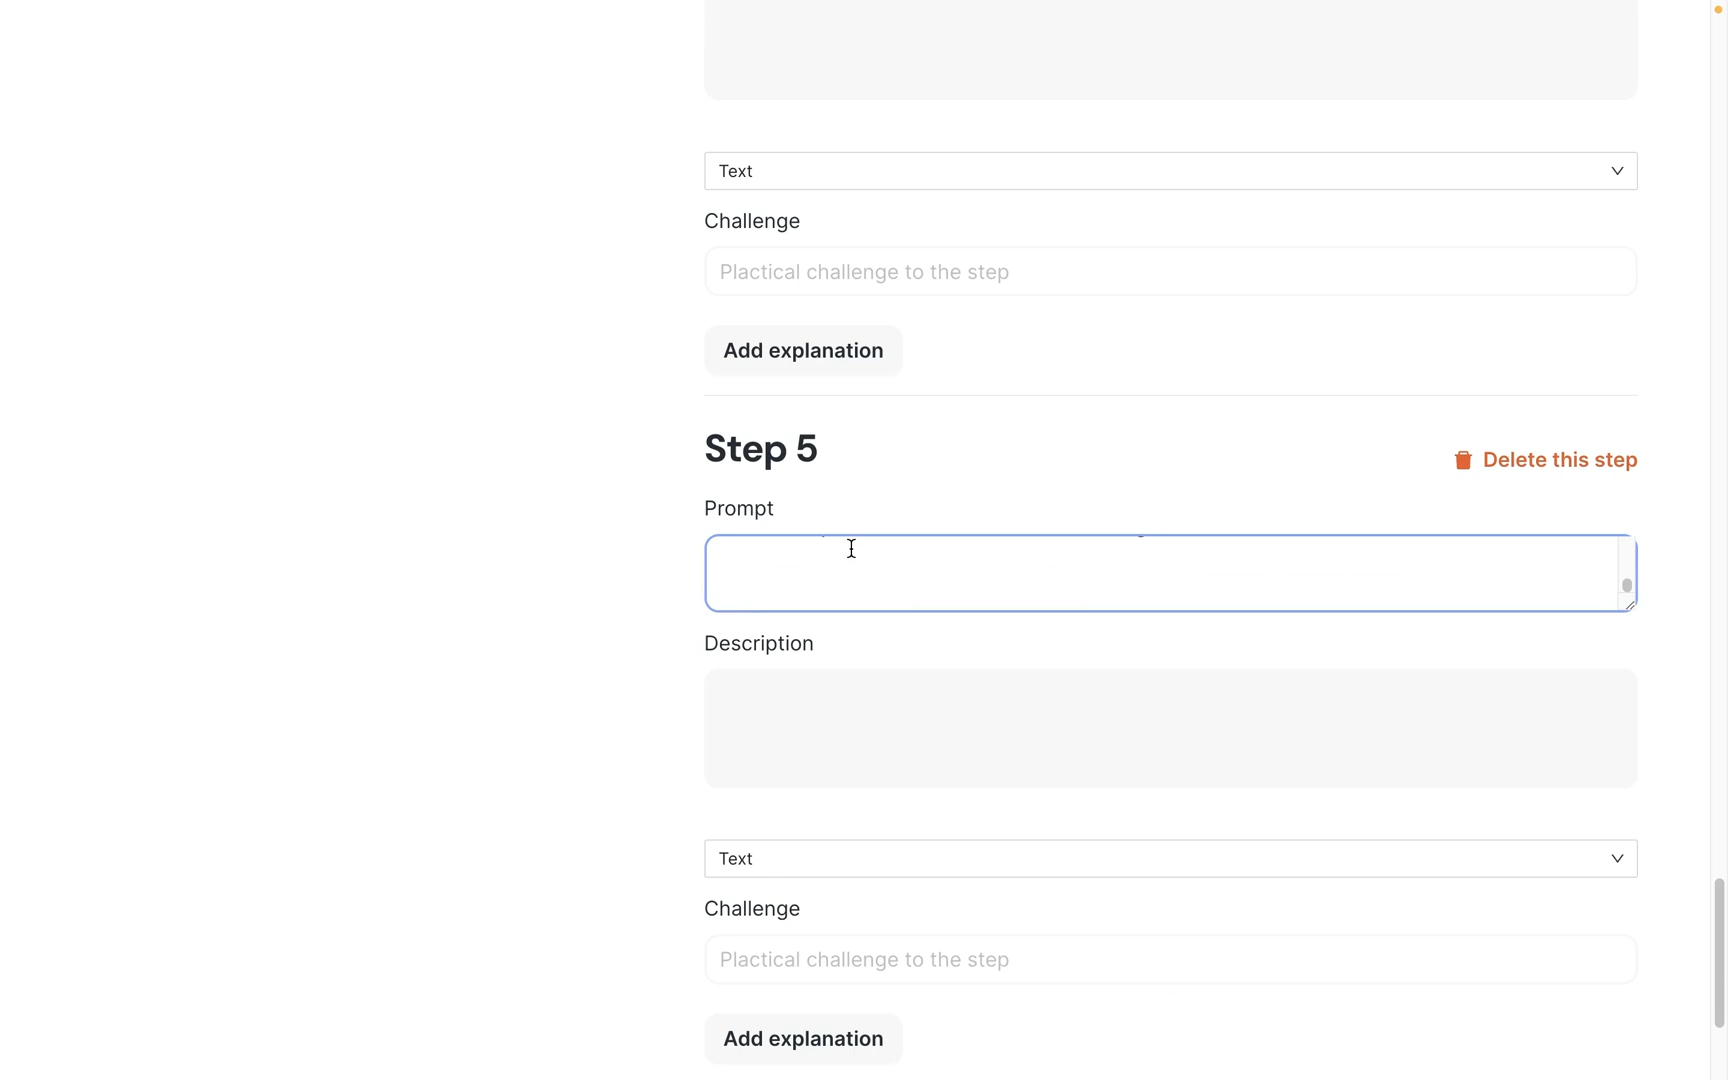 Text
Challenge
Plactical challenge to the step
Add explanation
Step 5
Delete this step
Prompt
Description
Text
Challenge
Plactical challenge to the step
Add explanation